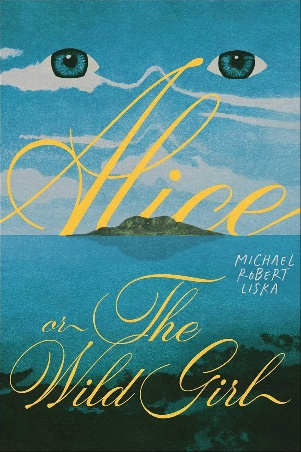 Alice
MICHAEL
ROBERT
LISKA
or The
Wild Girl